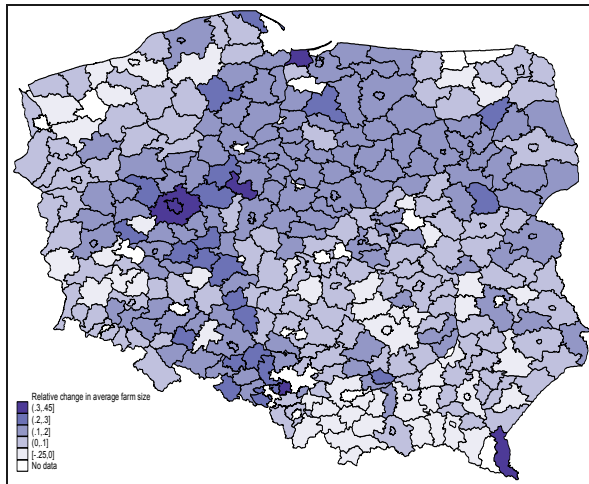 Relative change in average farm size
(.3,.45]
(.2,.3]
(.1,.2]
(0,.1]
[-.25,0]
No data